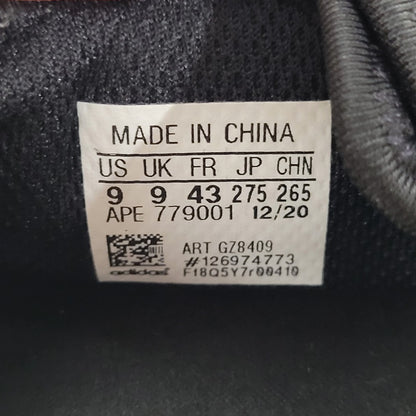 MADE IN CHINA
US UK FR JP CHN
9 9 43 275 265
APE 779001 12/20
ART GZ8409
#126974773
adidas F18Q5Y7r00410